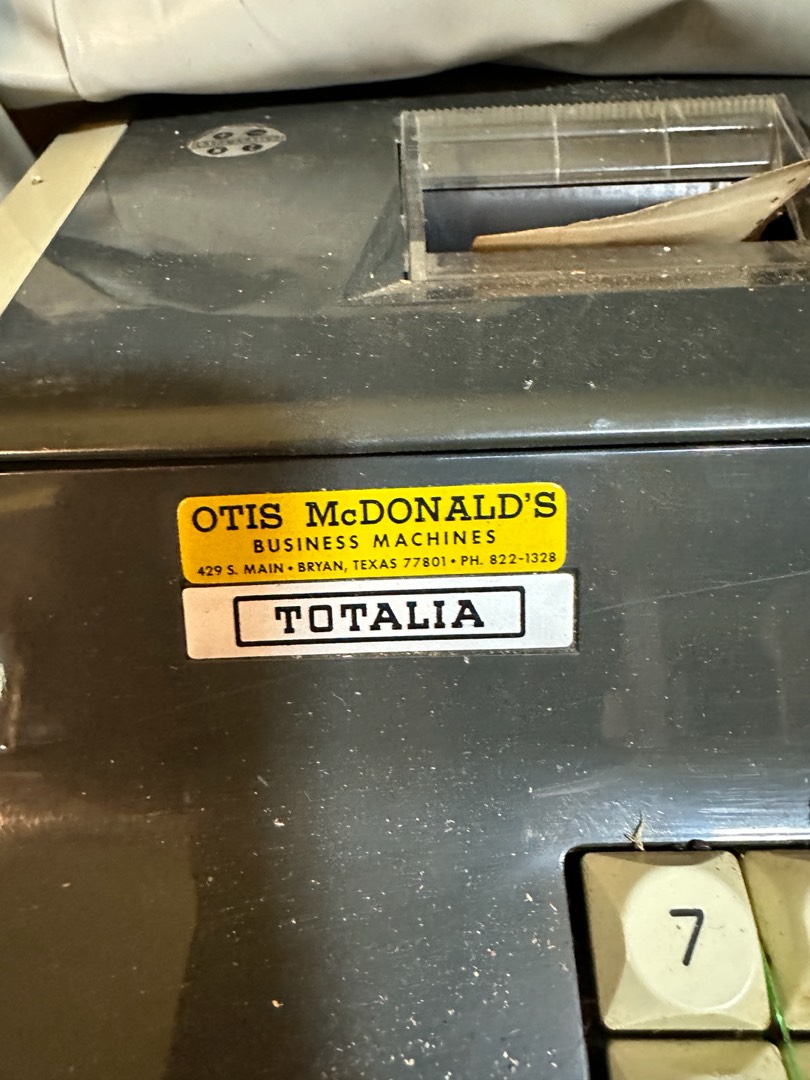 OTIS McDONALD'S
BUSINESS MACHINES
429 S. MAIN • BRYAN, TEXAS 77801 • PH. 822-1328
TOTALIA
7